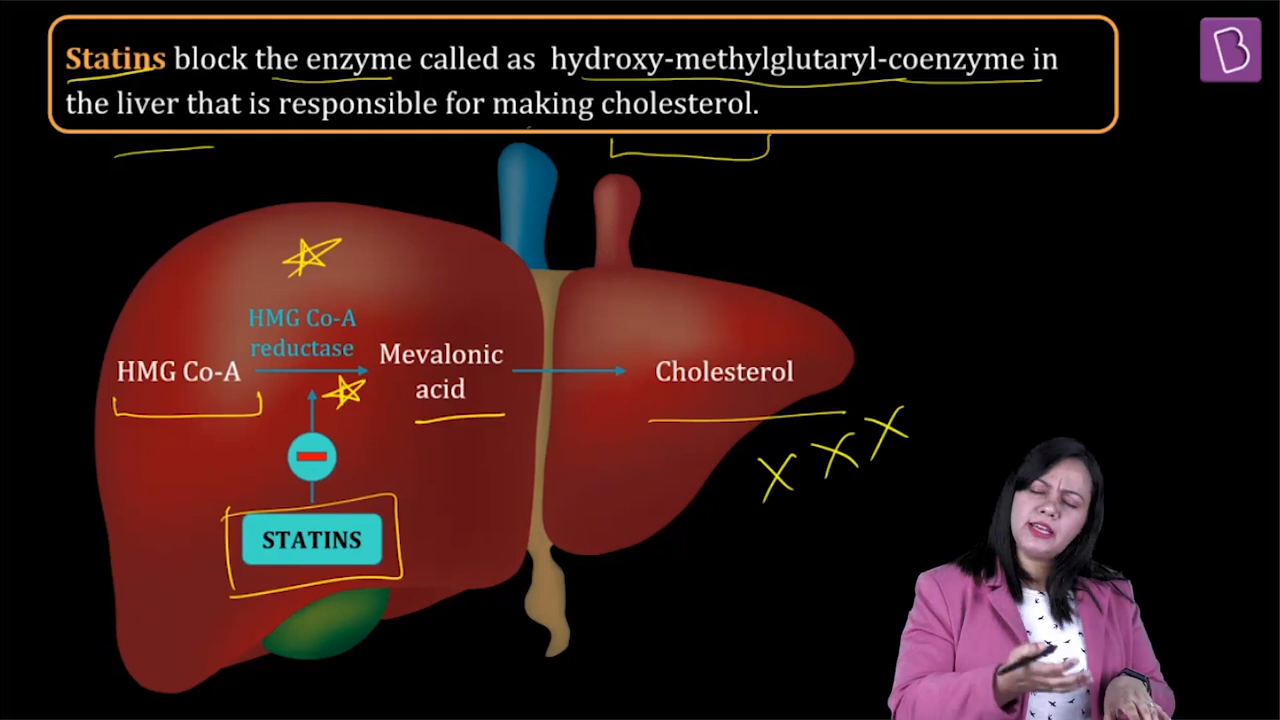 Statins block the enzyme called as hydroxy-methylglutaryl-coenzyme in
the liver that is responsible for making cholesterol.
B
HMG Co-A
reductase
HMG Co-A
Mevalonic
acid
Cholesterol
X X X
STATINS